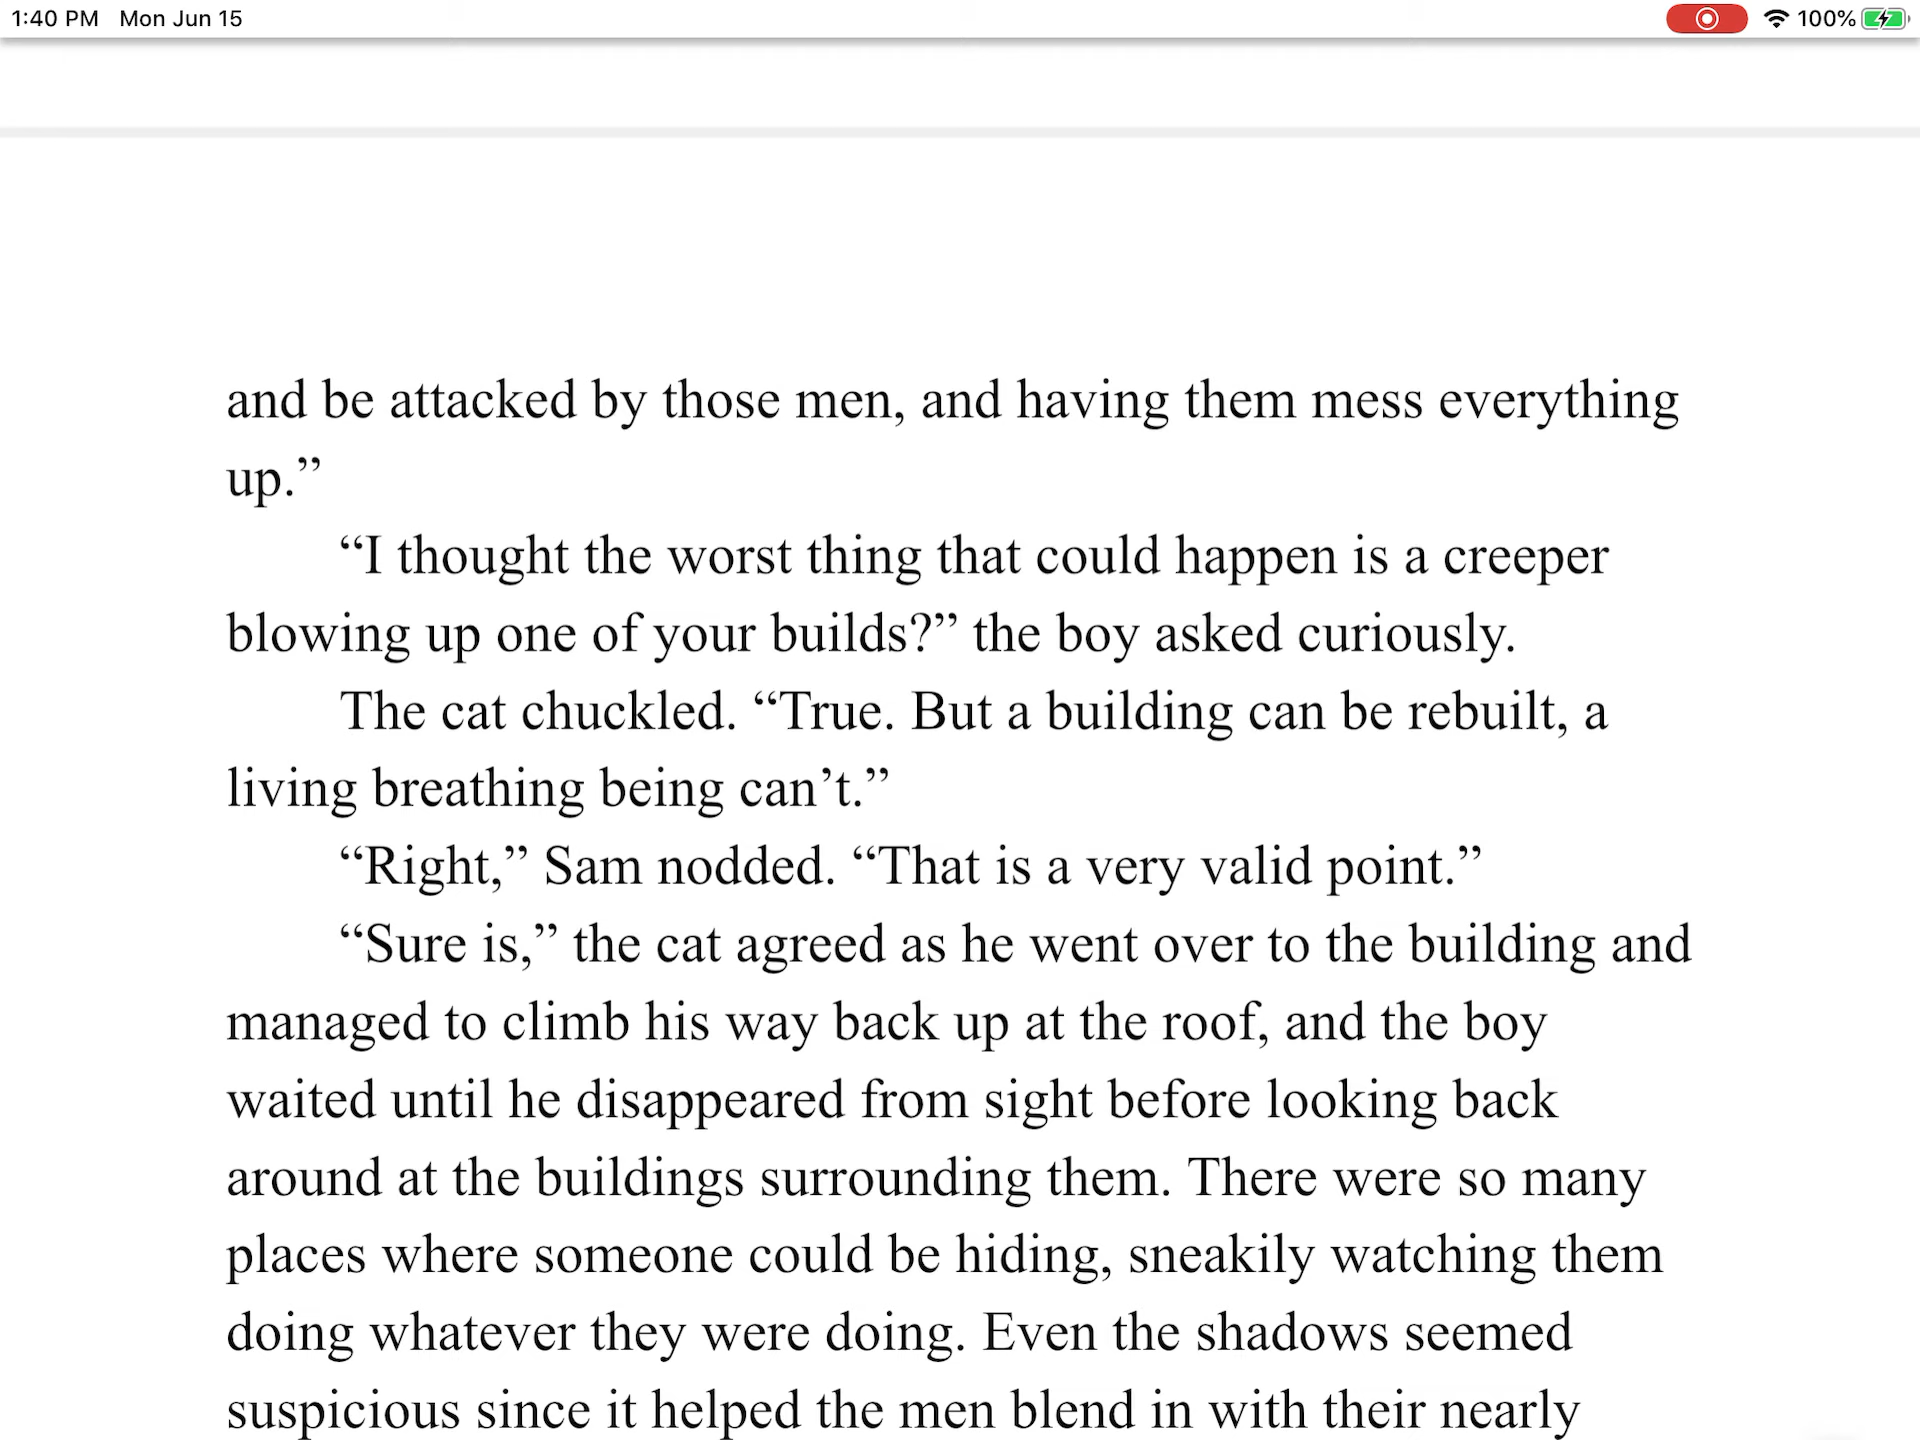 1:40 PM Mon Jun 15 100%
and be attacked by those men, and having them mess everything
up.”
“I thought the worst thing that could happen is a creeper
blowing up one of your builds?” the boy asked curiously.
The cat chuckled. “True. But a building can be rebuilt, a
living breathing being can’t.”
“Right,” Sam nodded. “That is a very valid point.”
“Sure is,” the cat agreed as he went over to the building and
managed to climb his way back up at the roof, and the boy
waited until he disappeared from sight before looking back
around at the buildings surrounding them. There were so many
places where someone could be hiding, sneakily watching them
doing whatever they were doing. Even the shadows seemed
suspicious since it helped the men blend in with their nearly